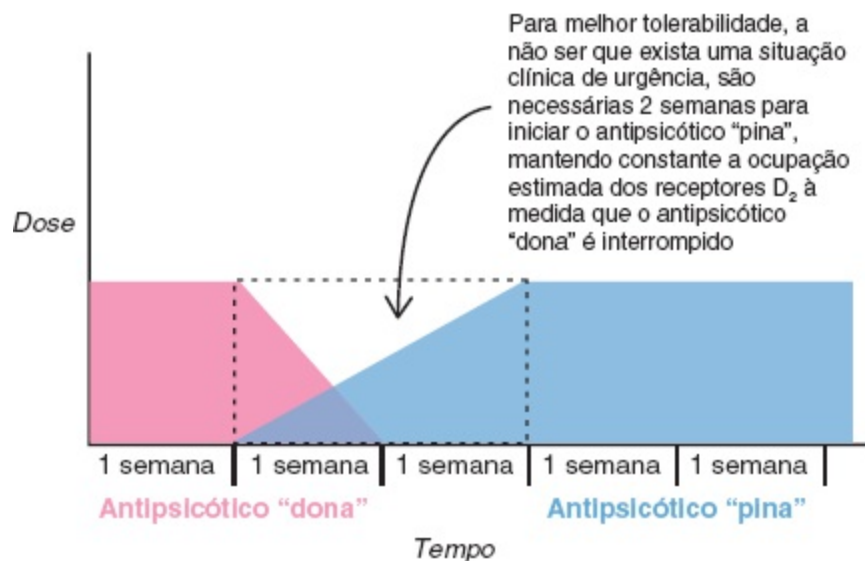 Para melhor tolerabilidade, a
não ser que exista uma situação
clínica de urgência, são
necessárias 2 semanas para
iniciar o antipsicótico “pina”,
mantendo constante a ocupação
estimada dos receptores D₂ à
medida que o antipsicótico
“dona” é interrompido
Dose
1 semana 1 semana 1 semana 1 semana 1 semana
Antipsicótico “dona” Antipsicótico “pina”
Tempo